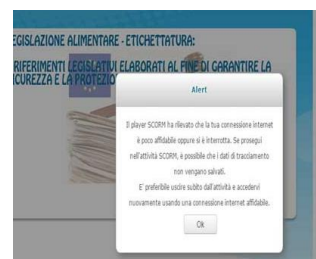 EGISLAZIONE ALIMENTARE - ETICHETTATURA:
RIFERIMENTI LEGISLATIVI ELABORATI AL FINE DI GARANTIRE LA
ICUREZZA E LA PROTEZIO
Alert
Il player SCORM ha rilevato che la tua connessione internet
è poco affidabile oppure si è interrotta. Se prosegui
nell'attività SCORM, è possibile che i dati di tracciamento
non vengano salvati.
E' preferibile uscire subito dall'attività e accedervi
nuovamente usando una connessione internet affidabile.
Ok